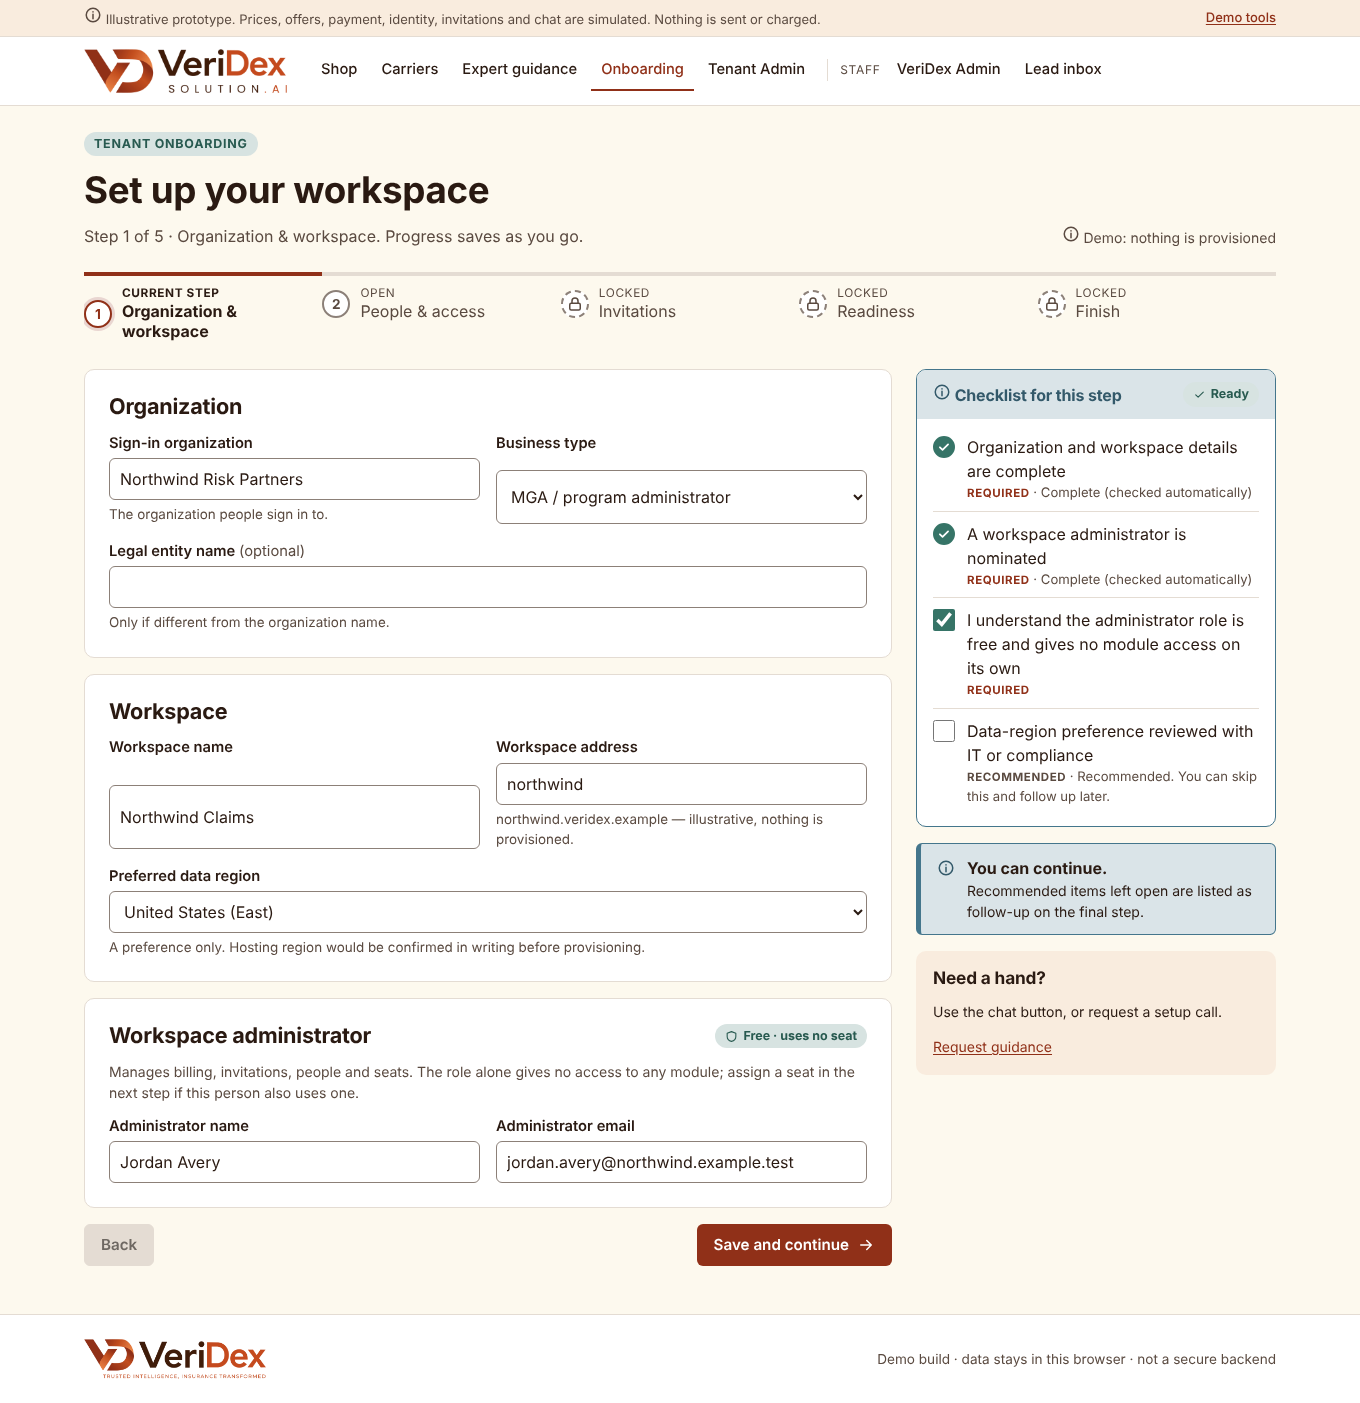 Illustrative prototype. Prices, offers, payment, identity, invitations and chat are simulated. Nothing is sent or charged.
Demo tools
VeriDex
SOLUTION.AI
Shop
Carriers
Expert guidance
Onboarding
Tenant Admin
STAFF
VeriDex Admin
Lead inbox
TENANT ONBOARDING
Set up your workspace
Step 1 of 5 · Organization & workspace. Progress saves as you go.
Demo: nothing is provisioned
1
CURRENT STEP
Organization &
workspace
2
OPEN
People & access
LOCKED
Invitations
LOCKED
Readiness
LOCKED
Finish
Organization
Sign-in organization
Northwind Risk Partners
The organization people sign in to.
Business type
MGA / program administrator
Legal entity name (optional)
Only if different from the organization name.
Workspace
Workspace name
Northwind Claims
Workspace address
northwind
northwind.veridex.example — illustrative, nothing is
provisioned.
Preferred data region
United States (East)
A preference only. Hosting region would be confirmed in writing before provisioning.
Workspace administrator
Free · uses no seat
Manages billing, invitations, people and seats. The role alone gives no access to any module; assign a seat in the
next step if this person also uses one.
Administrator name
Jordan Avery
Administrator email
jordan.avery@northwind.example.test
Back
Save and continue
Checklist for this step
Ready
Organization and workspace details
are complete
REQUIRED · Complete (checked automatically)
A workspace administrator is
nominated
REQUIRED · Complete (checked automatically)
I understand the administrator role is
free and gives no module access on
its own
REQUIRED
Data-region preference reviewed with
IT or compliance
RECOMMENDED · Recommended. You can skip
this and follow up later.
You can continue.
Recommended items left open are listed as
follow-up on the final step.
Need a hand?
Use the chat button, or request a setup call.
Request guidance
VeriDex
TRUSTED INTELLIGENCE, INSURANCE TRANSFORMED
Demo build · data stays in this browser · not a secure backend